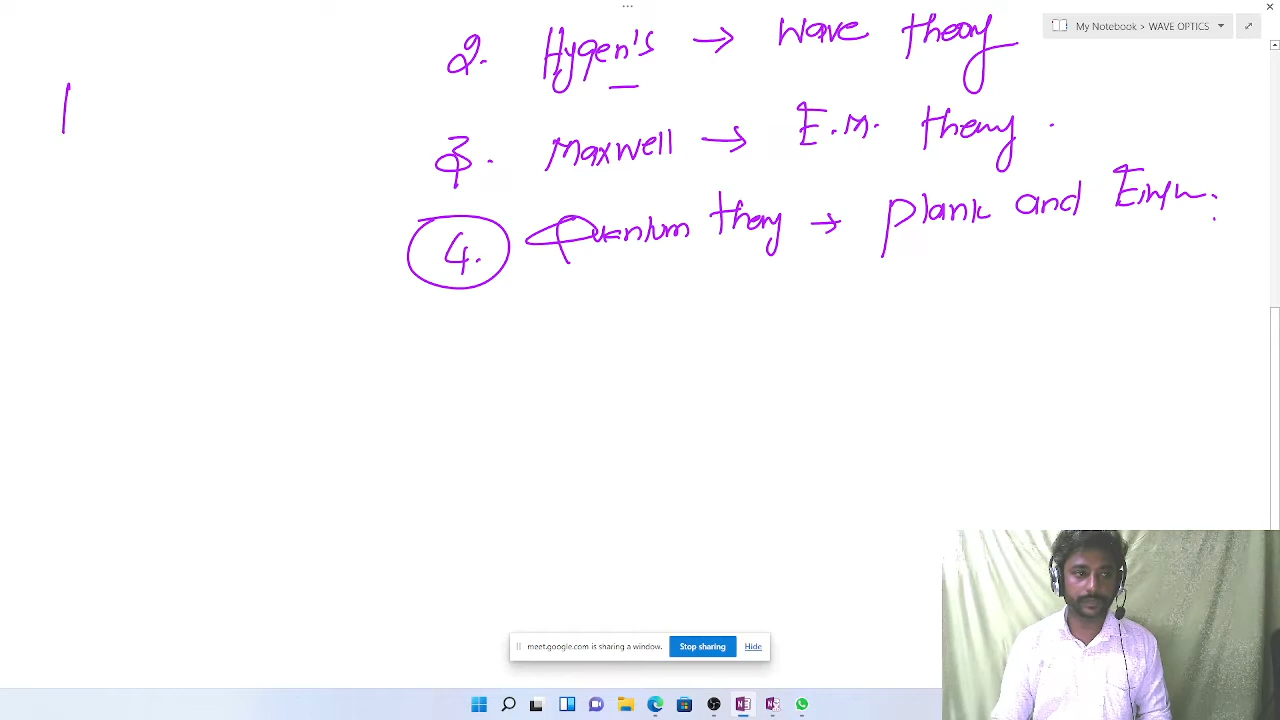 My Notebook > WAVE OPTICS
2. Hygen's → Wave theory
3. Maxwell → E.M. theory.
4. Quantum theory → Plank and
meet.google.com is sharing a window. Stop sharing Hide